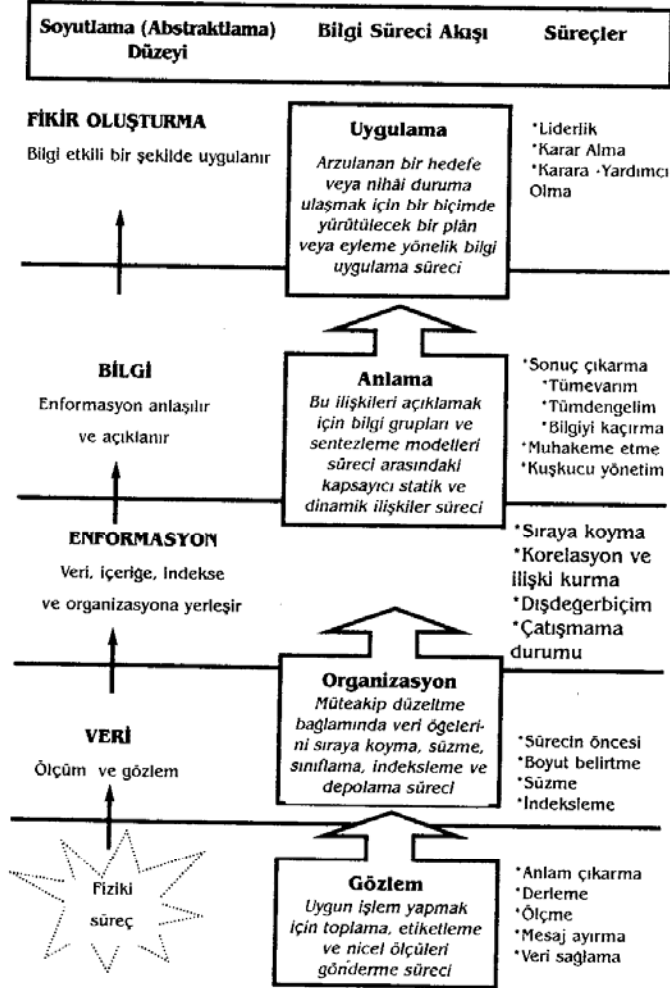 Soyutlama (Abstraktlama)
Düzeyi
Bilgi Süreci Akışı
Süreçler
FİKİR OLUŞTURMA
Bilgi etkili bir şekilde uygulanır
Uygulama
Arzulanan bir hedefe
veya nihâi duruma
ulaşmak için bir biçimde
yürütülecek bir plân
veya eyleme yönelik bilgi
uygulama süreci
*Liderlik
*Karar Alma
*Karara -Yardımcı
Olma
BİLGİ
Enformasyon anlaşılır
ve açıklanır
Anlama
Bu ilişkileri açıklamak
için bilgi grupları ve
sentezleme modelleri
süreci arasındaki
kapsayıcı statik ve
dinamik ilişkiler süreci
*Sonuç çıkarma
*Tümevarım
*Tümdengelim
*Bilgiyi kaçırma
*Muhakeme etme
*Kuşkucu yönetim
ENFORMASYON
Veri, içeriğe, indekse
ve organizasyona yerleşir
*Sıraya koyma
*Korelasyon ve
ilişki kurma
*Dışdeğerbiçim
*Çatışmama
durumu
VERİ
Ölçüm ve gözlem
Organizasyon
Müteakip düzeltme
bağlamında veri öğeleri-
ni sıraya koyma, süzme,
sınıflama, indeksleme ve
depolama süreci
*Sürecin öncesi
*Boyut belirtme
*Süzme
*İndeksleme
Fiziki
süreç
Gözlem
Uygun işlem yapmak
için toplama, etiketleme
ve nicel ölçüleri
gönderme süreci
*Anlam çıkarma
*Derleme
*Ölçme
*Mesaj ayırma
*Veri sağlama